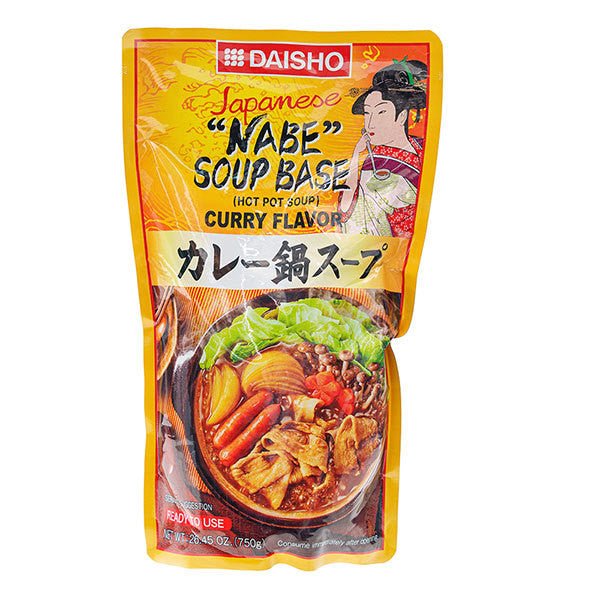 DAISHO
Japanese
"NABE"
SOUP BASE
(HOT POT SOUP)
CURRY FLAVOR
カレー鍋スープ
SERVING SUGGESTION
READY TO USE
NET WT. 26.45 OZ. (750g)
Consume immediately after opening.